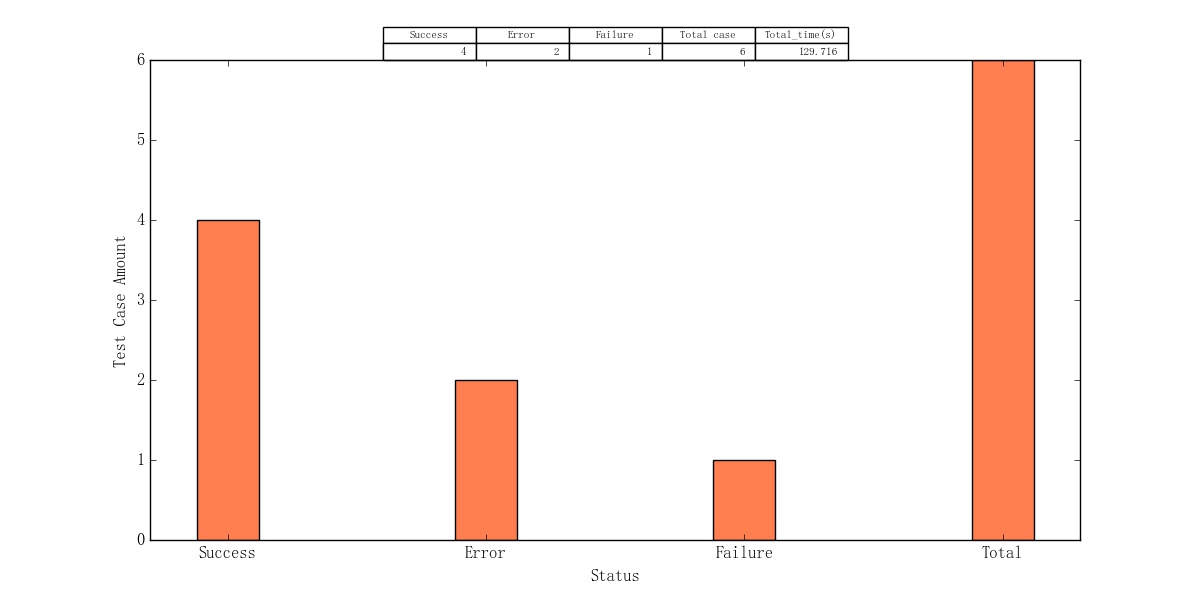 Success Error Failure Total case Total_time(s)
4 2 1 6 129.716
6
5
4
3
2
1
0
Test Case Amount
Success Error Failure Total
Status